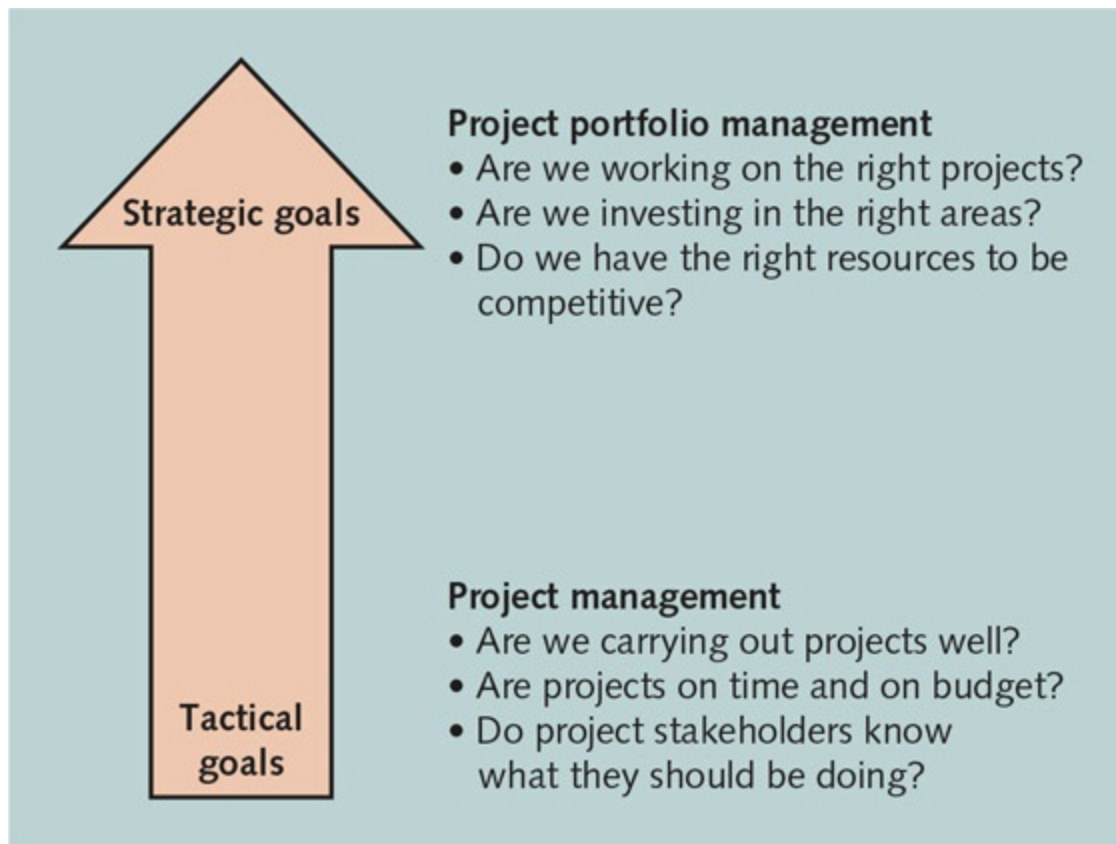 Strategic goals
Project portfolio management
• Are we working on the right projects?
• Are we investing in the right areas?
• Do we have the right resources to be
competitive?
Tactical
goals
Project management
• Are we carrying out projects well?
• Are projects on time and on budget?
• Do project stakeholders know
what they should be doing?